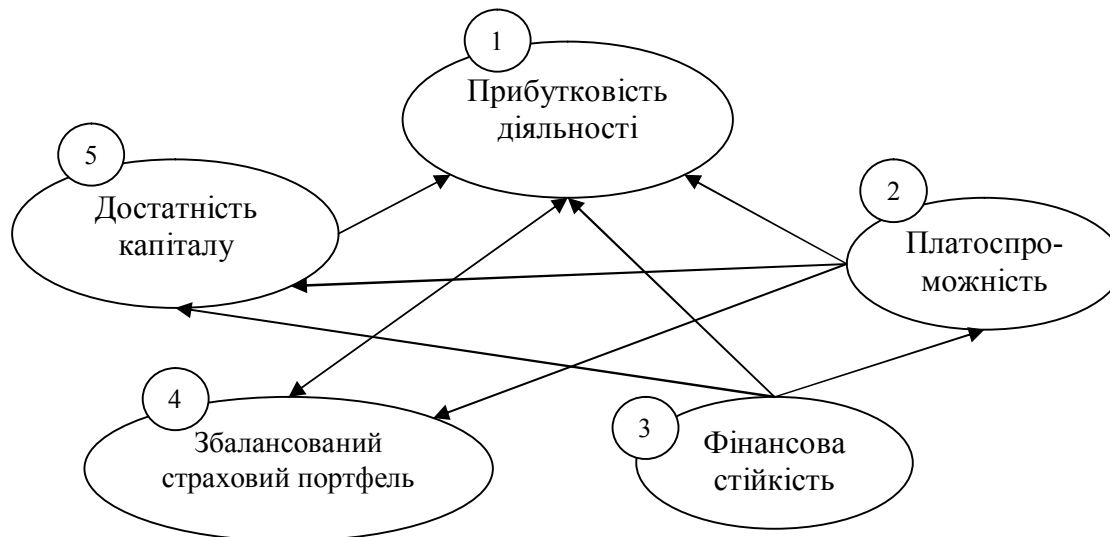 1
Прибутковість
діяльності
5
Достатність
капіталу
2
Платоспро-
можність
4
Збалансований
страховий портфель
3
Фінансова
стійкість